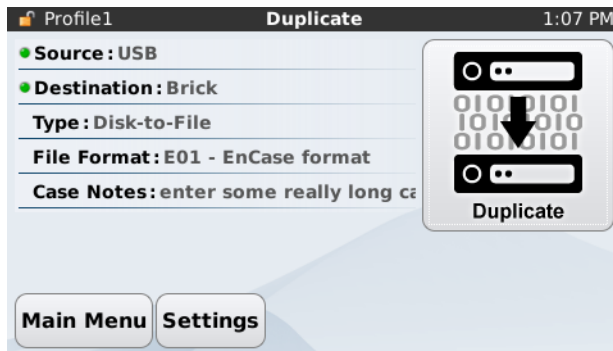 Profile1 Duplicate 1:07 PM
Source: USB
Destination: Brick
Type: Disk-to-File
File Format: E01 - EnCase format
Case Notes: enter some really long ca
01010101
Duplicate
Main Menu Settings